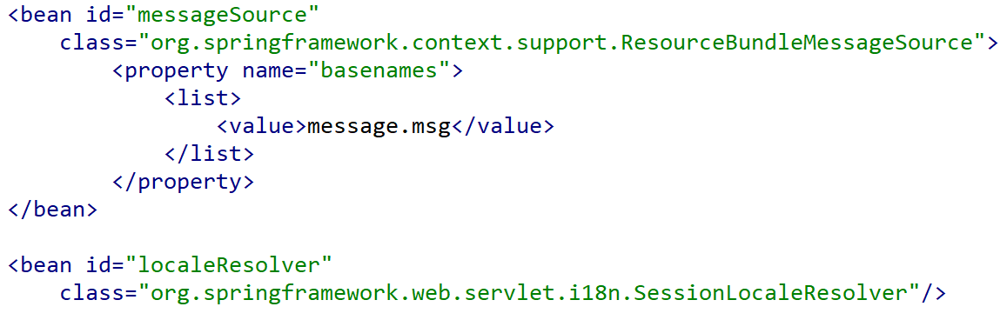 <bean id="messageSource"
    class="org.springframework.context.support.ResourceBundleMessageSource">
        <property name="basenames">
            <list>
                <value>message.msg</value>
            </list>
        </property>
</bean>

<bean id="localeResolver"
    class="org.springframework.web.servlet.i18n.SessionLocaleResolver"/>